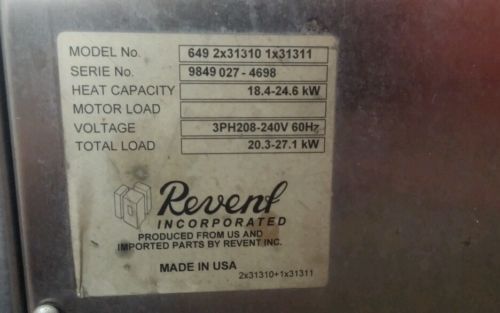 MODEL No. 649 2x31310 1x31311
SERIE No. 9849 027 - 4698
HEAT CAPACITY 18.4-24.6 kW
MOTOR LOAD
VOLTAGE 3PH208-240V 60Hz
TOTAL LOAD 20.3-27.1 kW
Revent
INCORPORATED
PRODUCED FROM US AND
IMPORTED PARTS BY REVENT INC.
MADE IN USA
2x31310+1x31311